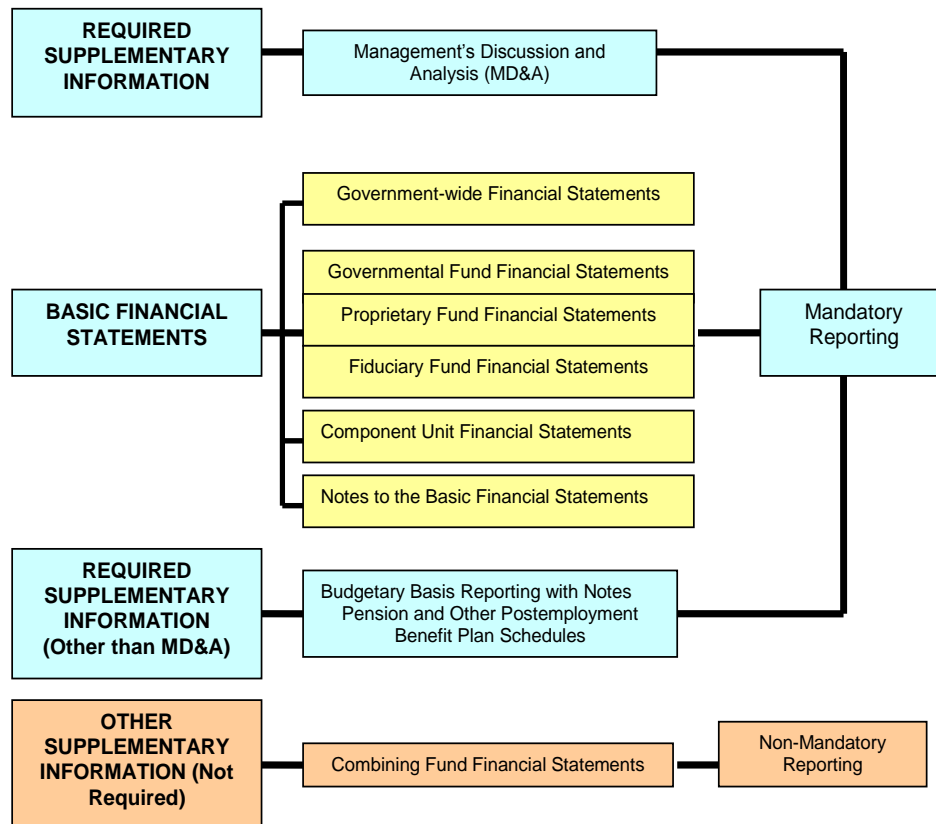 REQUIRED
SUPPLEMENTARY
INFORMATION
Management’s Discussion and
Analysis (MD&A)
Government-wide Financial Statements
Governmental Fund Financial Statements
BASIC FINANCIAL
STATEMENTS
Proprietary Fund Financial Statements
Mandatory
Reporting
Fiduciary Fund Financial Statements
Component Unit Financial Statements
Notes to the Basic Financial Statements
REQUIRED
SUPPLEMENTARY
INFORMATION
(Other than MD&A)
Budgetary Basis Reporting with Notes
Pension and Other Postemployment
Benefit Plan Schedules
OTHER
SUPPLEMENTARY
INFORMATION (Not
Required)
Combining Fund Financial Statements
Non-Mandatory
Reporting